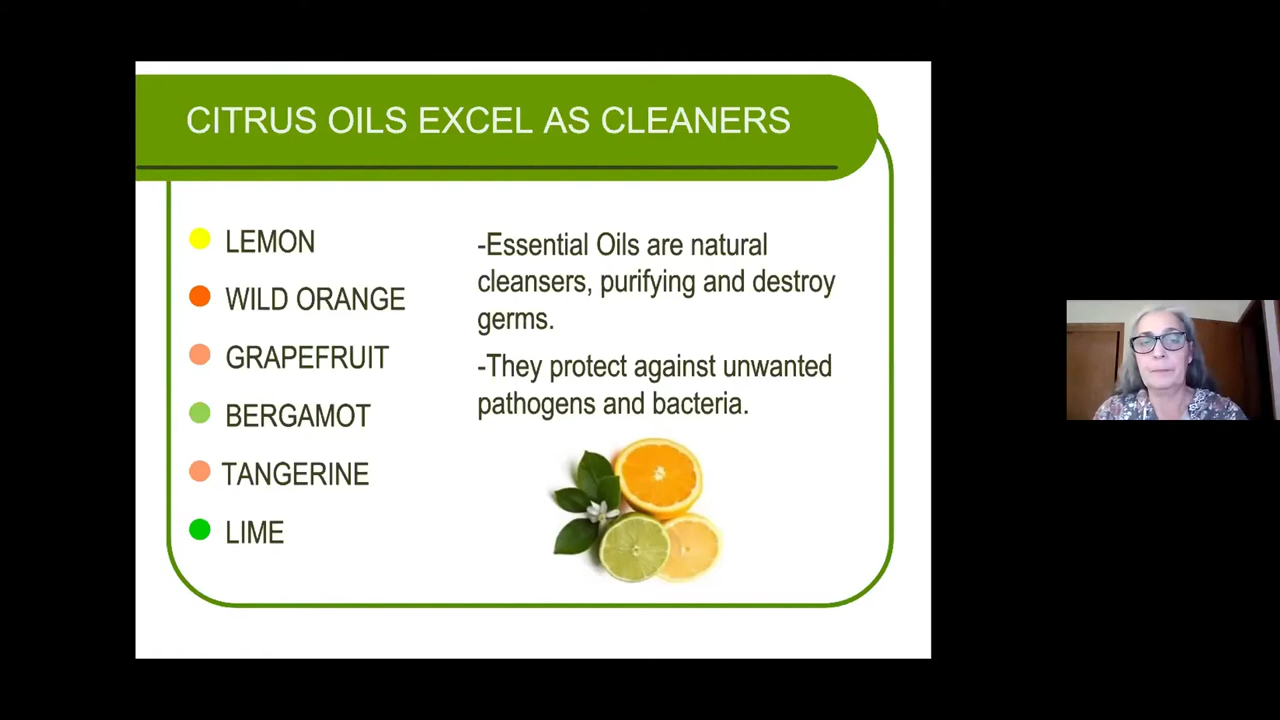 CITRUS OILS EXCEL AS CLEANERS
LEMON
WILD ORANGE
GRAPEFRUIT
BERGAMOT
TANGERINE
LIME
-Essential Oils are natural
cleansers, purifying and destroy
germs.
-They protect against unwanted
pathogens and bacteria.